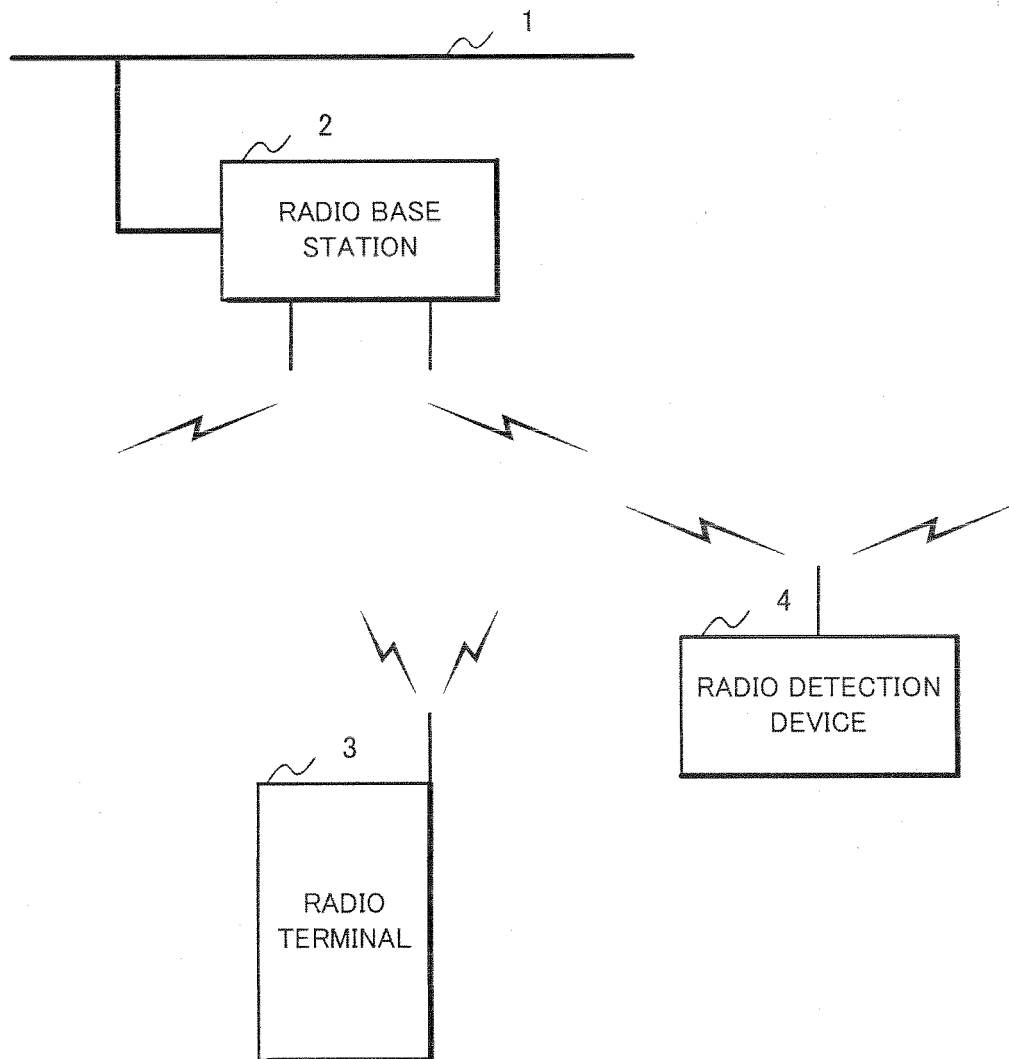 1
2
RADIO BASE
STATION
4
RADIO DETECTION
DEVICE
3
RADIO
TERMINAL